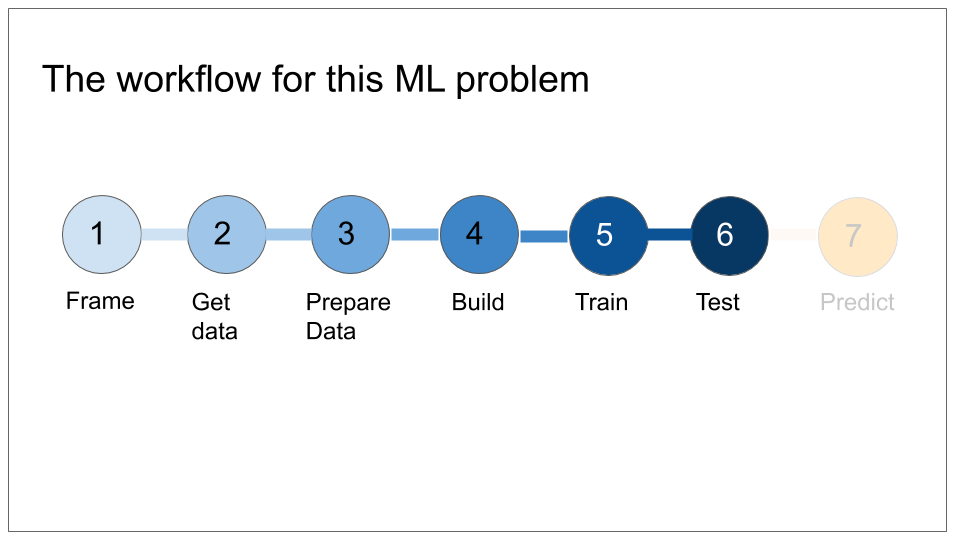 The workflow for this ML problem
1
2
3
4
5
6
7
Frame
Get
data
Prepare
Data
Build
Train
Test
Predict